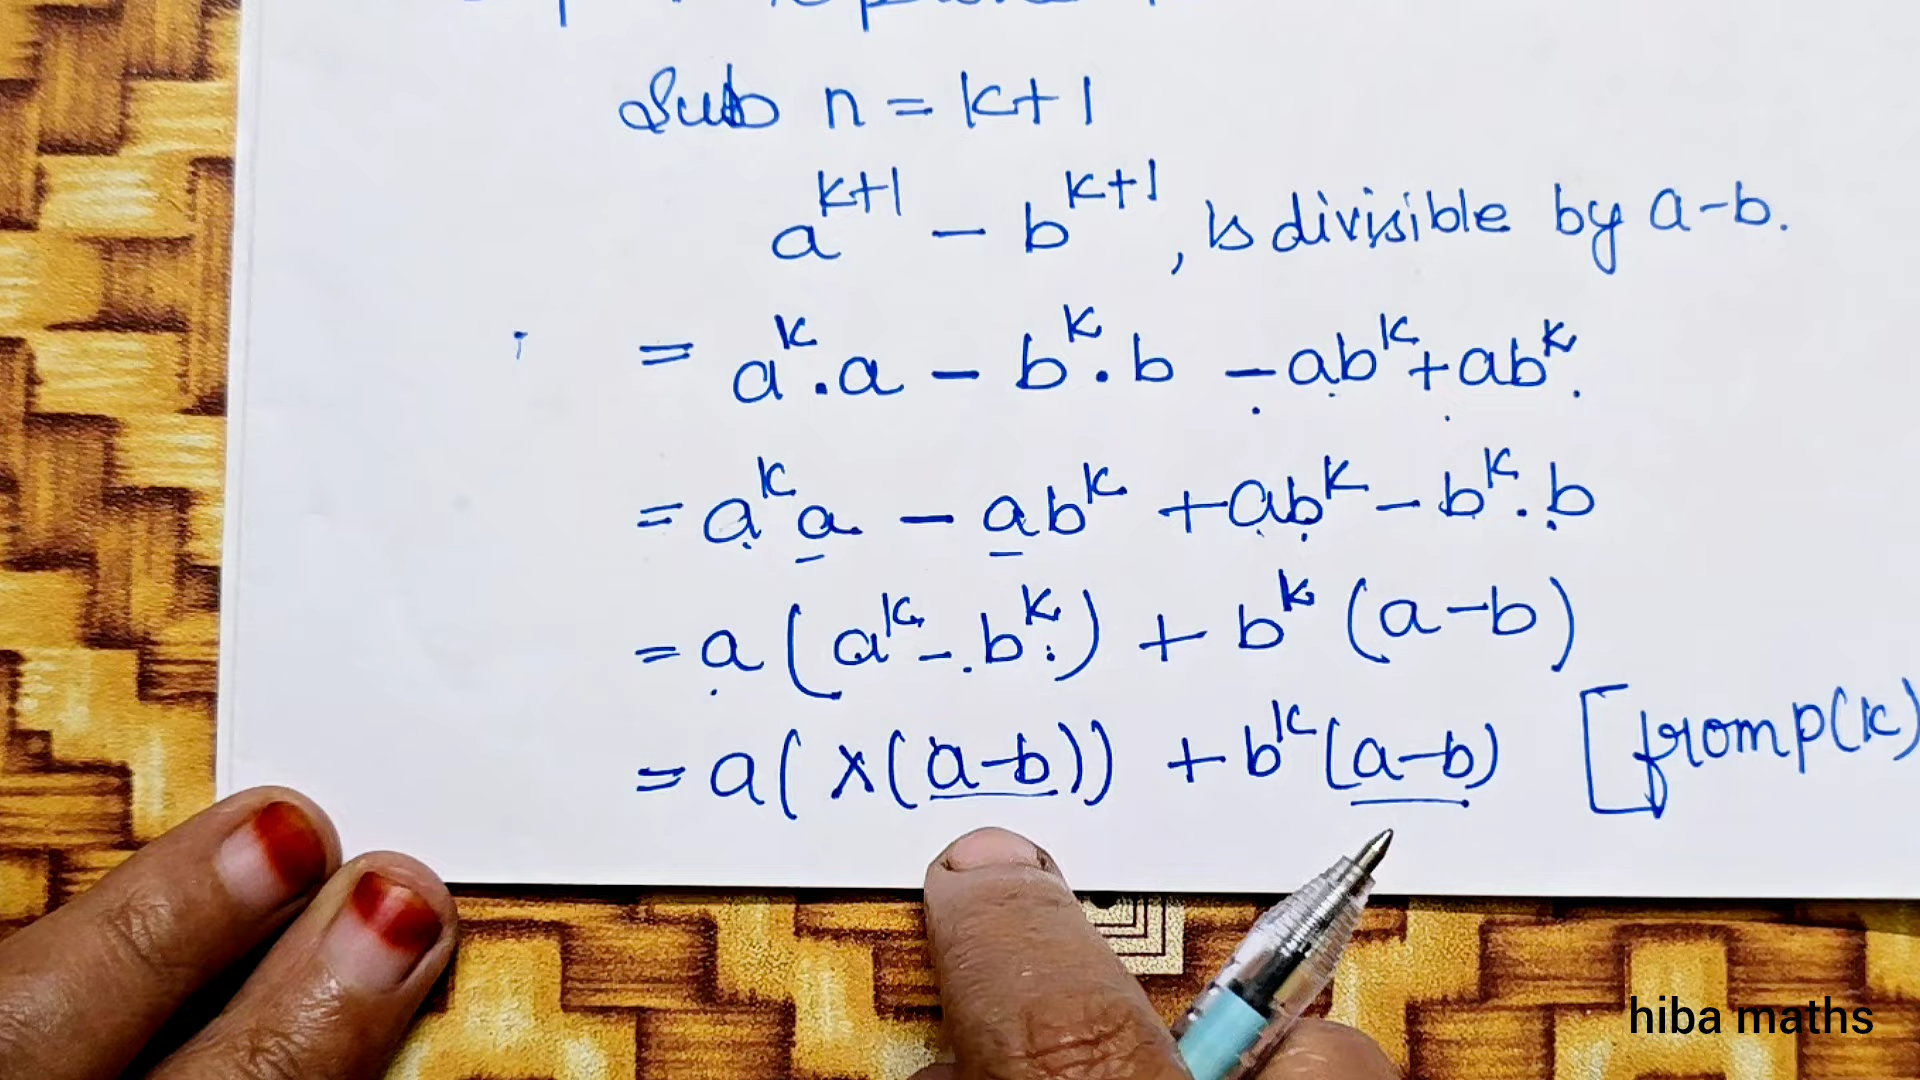 Sub n = k+1
a^{k+1} - b^{k+1}, is divisible by a-b.
= a^k . a - b^k . b - ab^k + ab^k.
= a^k a - ab^k + ab^k - b^k . b
= a (a^k - b^k) + b^k (a-b)
= a (x(a-b)) + b^k (a-b) [from p(k)
hiba maths